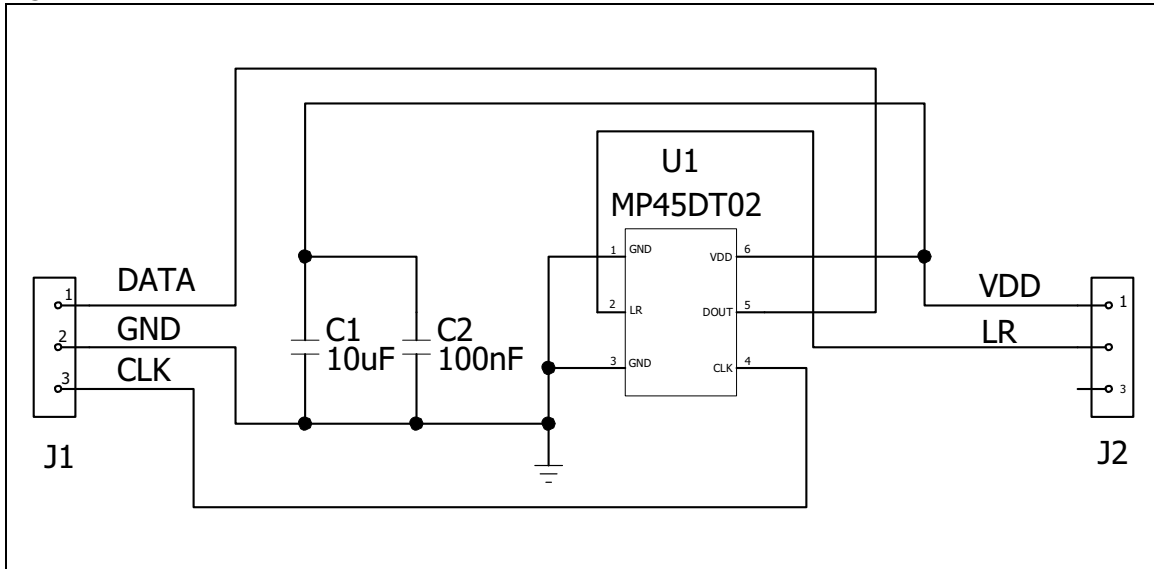 U1
MP45DT02
1 GND
VDD 6
2 LR
DOUT 5
3 GND
CLK 4
1 DATA
2 GND
3 CLK
J1
C1
10uF
C2
100nF
VDD 1
LR
3
J2